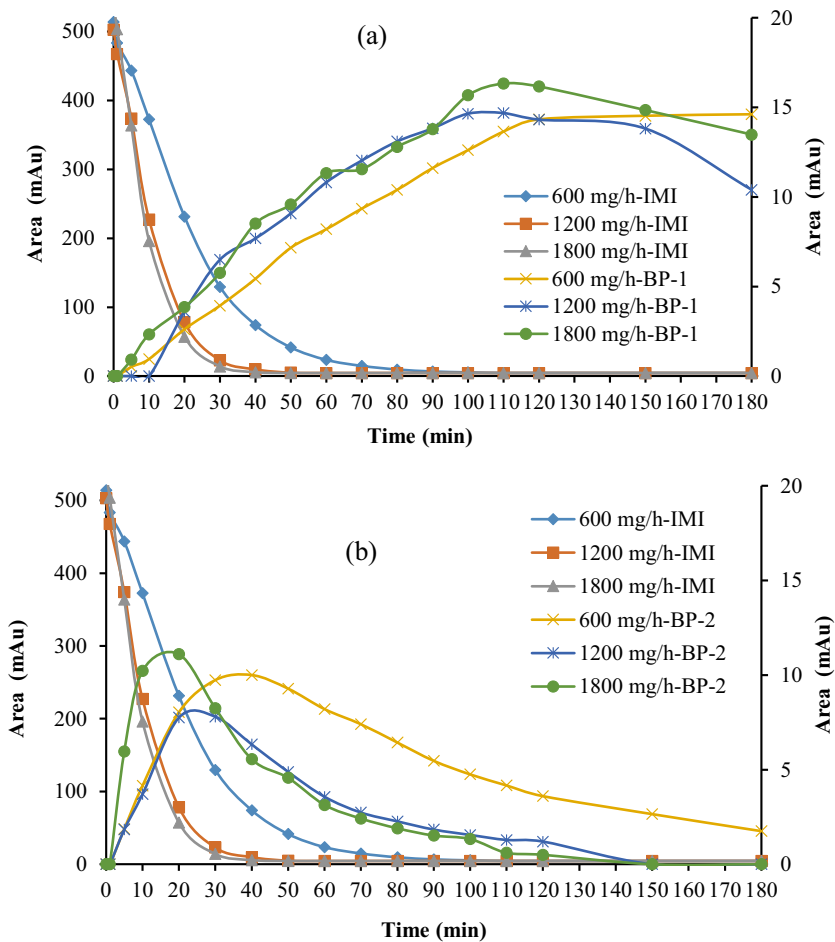 (a)
Area (mAu)
500
400
300
200
100
0
20
15
10
5
0
Area (mAu)
600 mg/h-IMI
1200 mg/h-IMI
1800 mg/h-IMI
600 mg/h-BP-1
1200 mg/h-BP-1
1800 mg/h-BP-1
0 10 20 30 40 50 60 70 80 90 100 110 120 130 140 150 160 170 180
Time (min)
(b)
Area (mAu)
500
400
300
200
100
0
20
15
10
5
0
Area (mAu)
600 mg/h-IMI
1200 mg/h-IMI
1800 mg/h-IMI
600 mg/h-BP-2
1200 mg/h-BP-2
1800 mg/h-BP-2
0 10 20 30 40 50 60 70 80 90 100 110 120 130 140 150 160 170 180
Time (min)